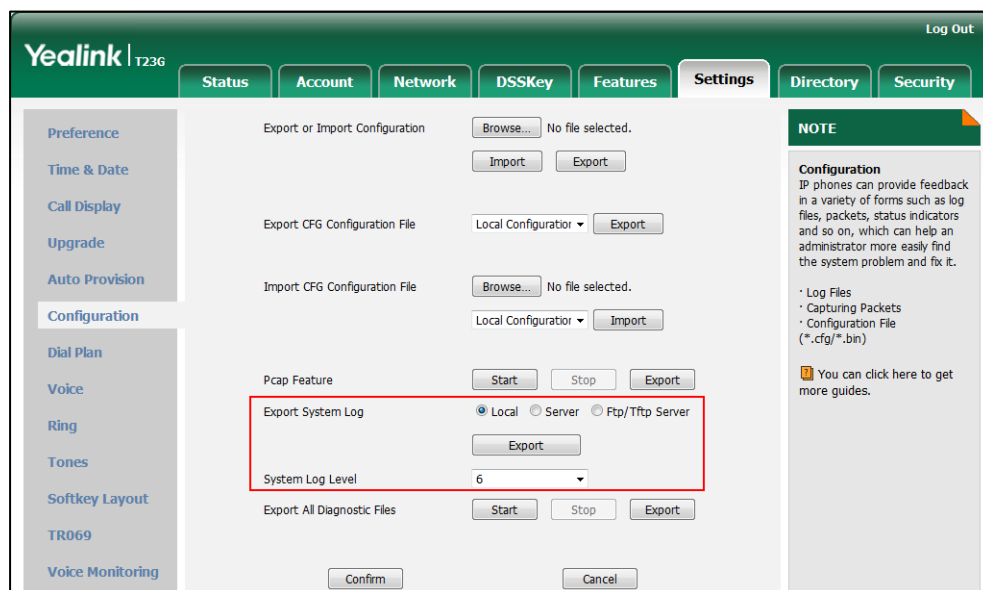 Log Out
Yealink | T23G
Status Account Network DSSKey Features Settings Directory Security
Preference
Time & Date
Call Display
Upgrade
Auto Provision
Configuration
Dial Plan
Voice
Ring
Tones
Softkey Layout
TR069
Voice Monitoring
Export or Import Configuration Browse... No file selected.
Import Export
Export CFG Configuration File Local Configuration Export
Import CFG Configuration File Browse... No file selected.
Local Configuration Import
Pcap Feature Start Stop Export
Export System Log Local Server Ftp/Tftp Server
Export
System Log Level 6
Export All Diagnostic Files Start Stop Export
Confirm Cancel
NOTE
Configuration
IP phones can provide feedback
in a variety of forms such as log
files, packets, status indicators
and so on, which can help an
administrator more easily find
the system problem and fix it.
· Log Files
· Capturing Packets
· Configuration File
(*.cfg/*.bin)
You can click here to get
more guides.